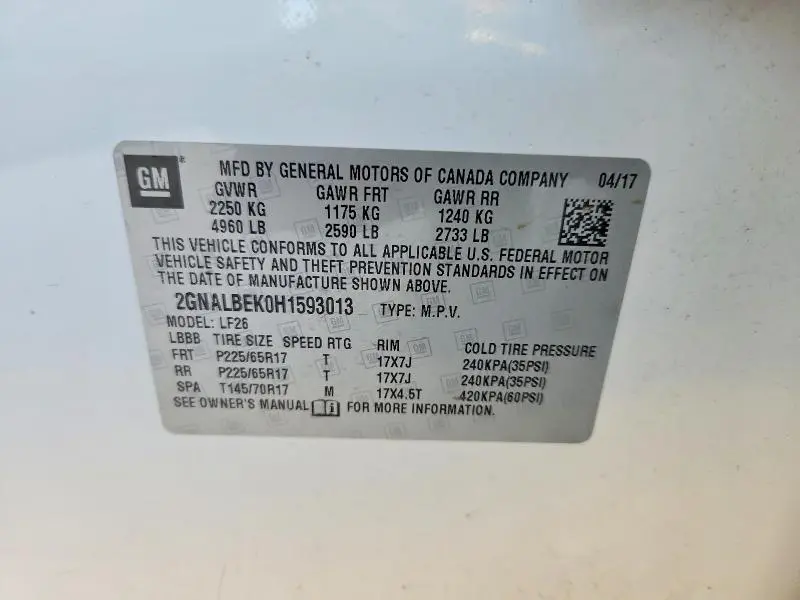 GM
MFD BY GENERAL MOTORS OF CANADA COMPANY 04/17
GVWR GAWR FRT GAWR RR
2250 KG 1175 KG 1240 KG
4960 LB 2590 LB 2733 LB
THIS VEHICLE CONFORMS TO ALL APPLICABLE U.S. FEDERAL MOTOR
VEHICLE SAFETY AND THEFT PREVENTION STANDARDS IN EFFECT ON
THE DATE OF MANUFACTURE SHOWN ABOVE.
2GNALBEK0H1593013 TYPE: M.P.V.
MODEL: LF26
LBBB TIRE SIZE SPEED RTG RIM COLD TIRE PRESSURE
FRT P225/65R17 T 17X7J 240KPA(35PSI)
RR P225/65R17 T 17X7J 240KPA(35PSI)
SPA T145/70R17 M 17X4.5T 420KPA(60PSI)
SEE OWNER'S MANUAL FOR MORE INFORMATION.